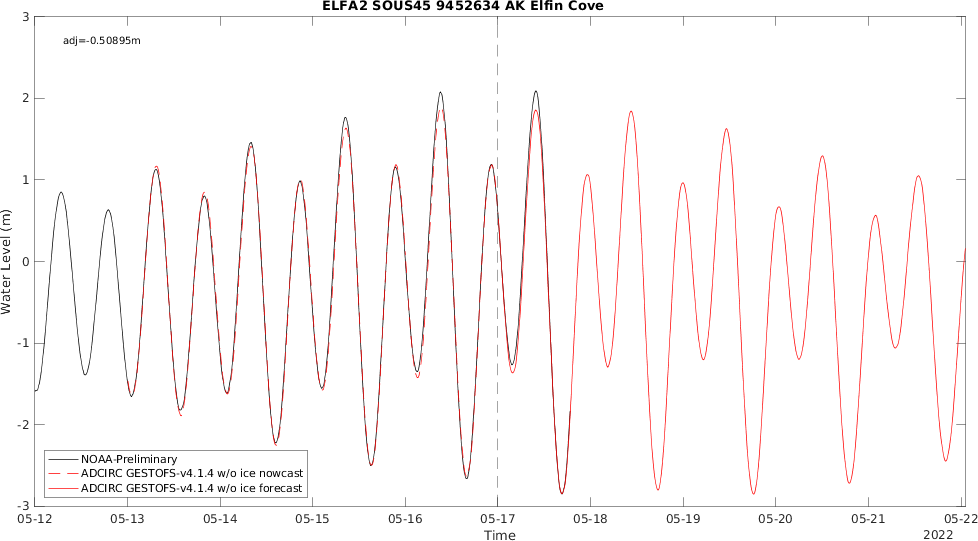 ELFA2 SOUS45 9452634 AK Elfin Cove
adj=-0.50895m
Water Level (m)
3
2
1
0
-1
-2
-3
NOAA-Preliminary
ADCIRC GESTOFS-v4.1.4 w/o ice nowcast
ADCIRC GESTOFS-v4.1.4 w/o ice forecast
05-12 05-13 05-14 05-15 05-16 05-17 05-18 05-19 05-20 05-21 05-22
Time
2022